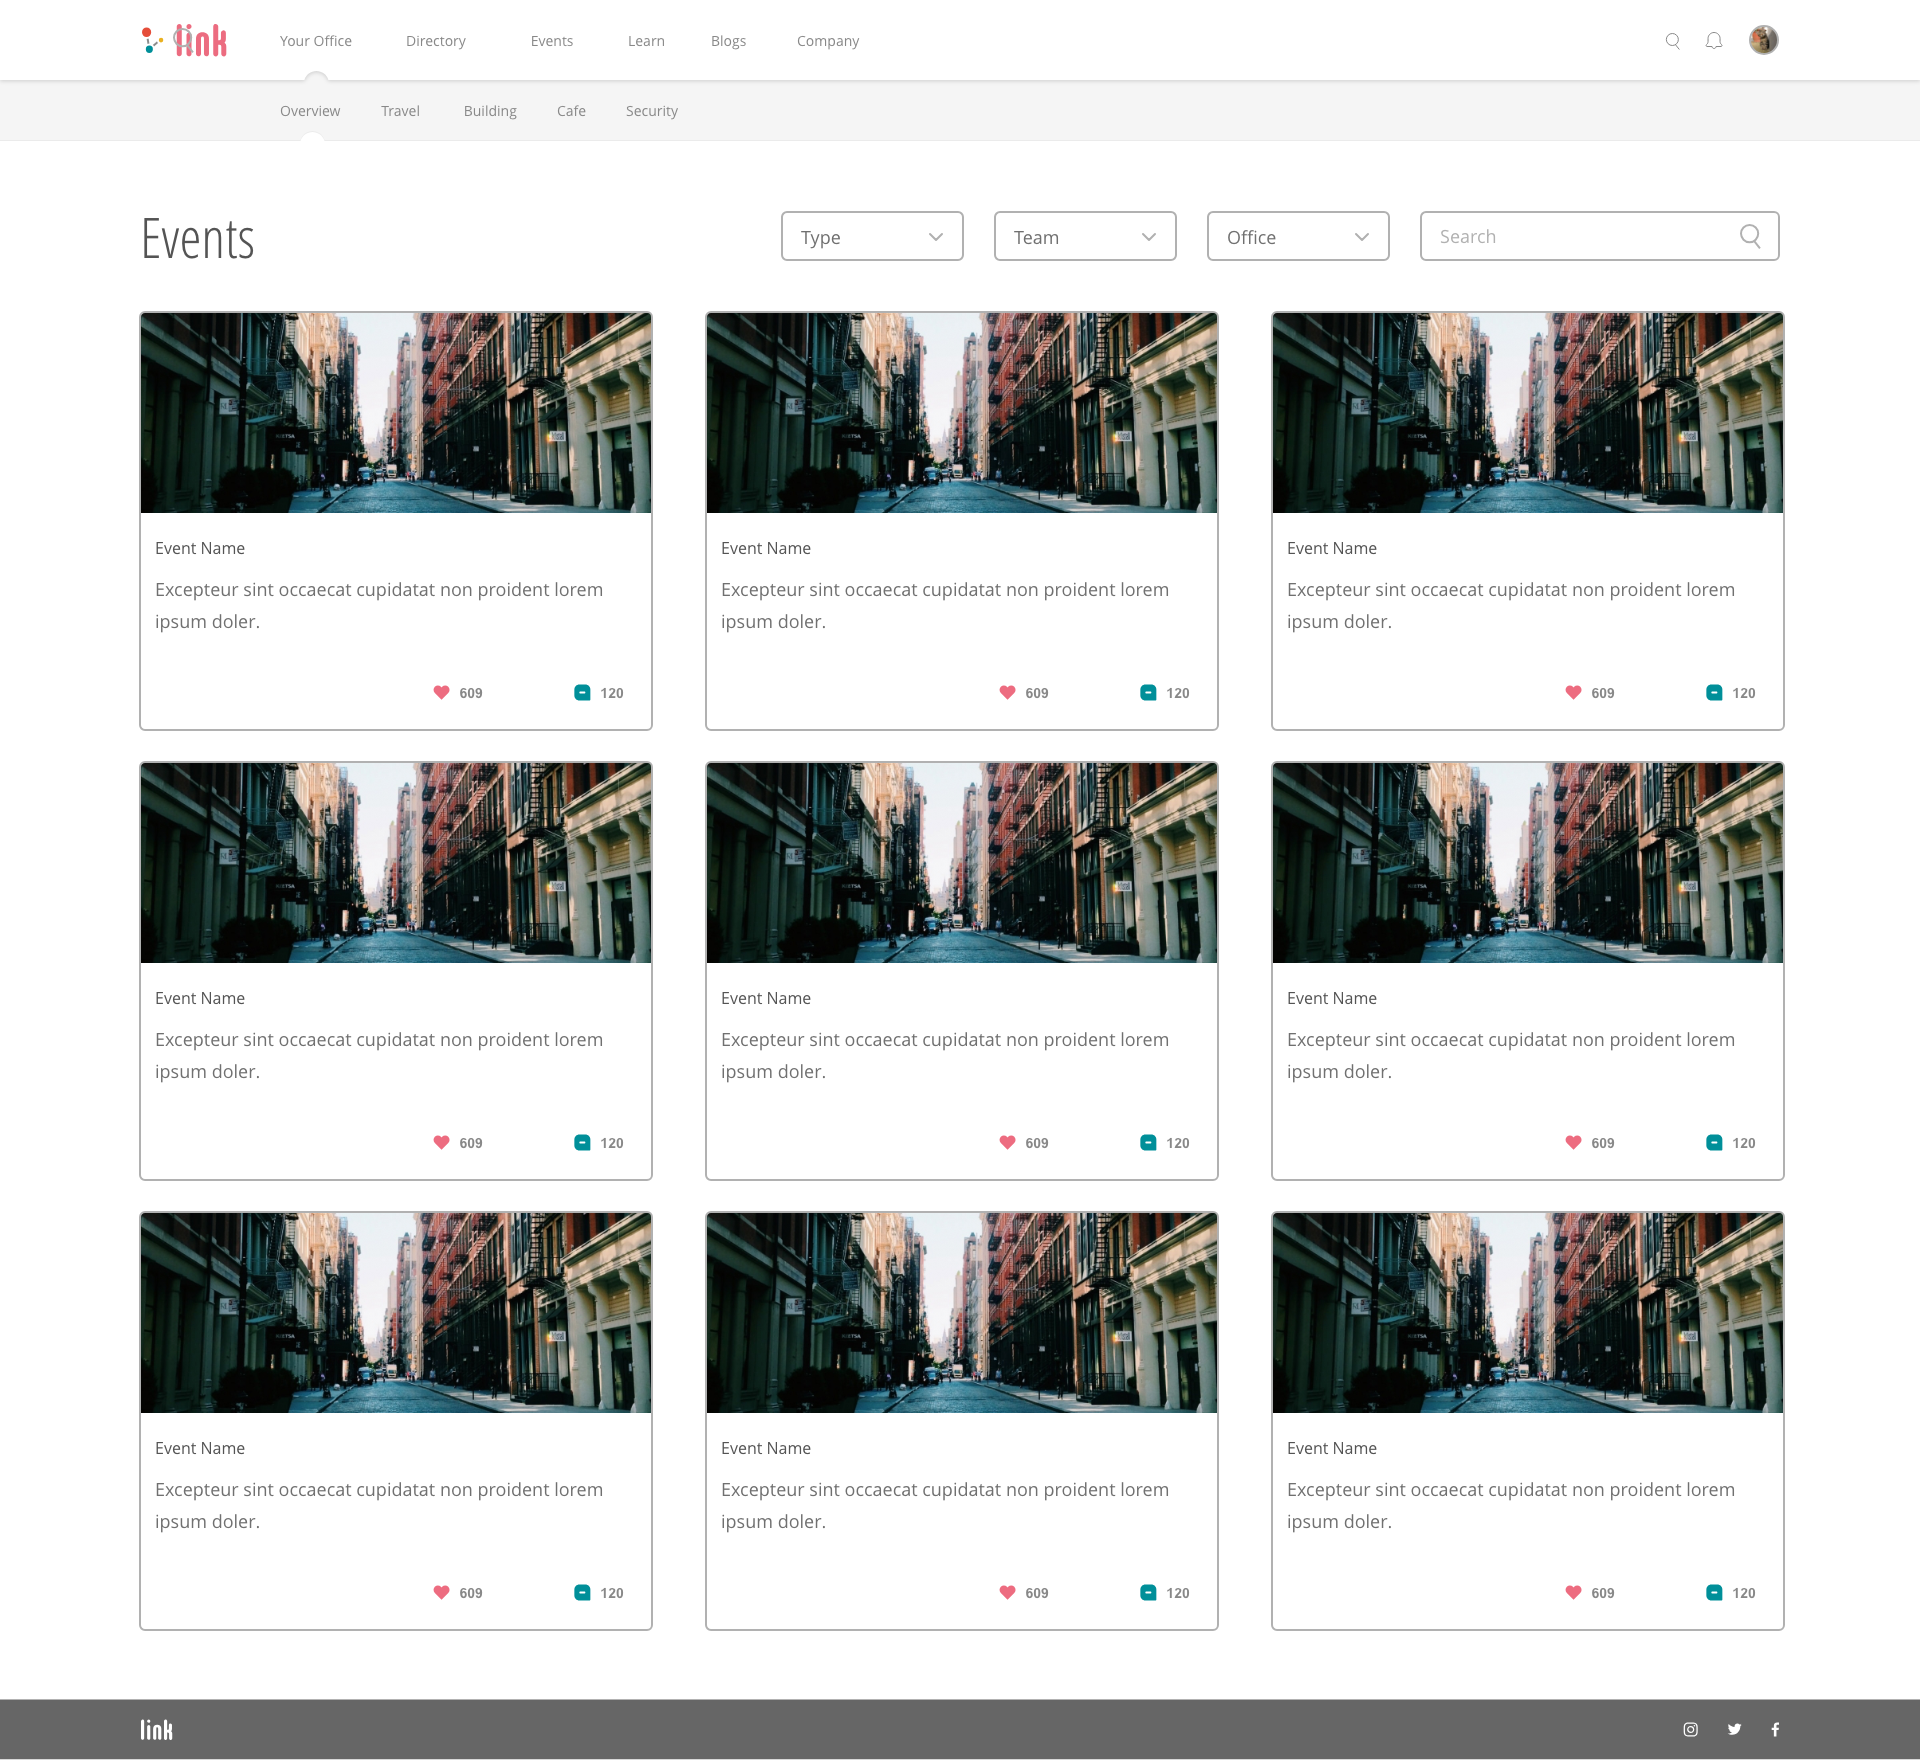 link
Your Office Directory Events Learn Blogs Company
Overview Travel Building Cafe Security
Events
Type Team Office Search
Event Name Event Name Event Name
Excepteur sint occaecat cupidatat non proident lorem Excepteur sint occaecat cupidatat non proident lorem Excepteur sint occaecat cupidatat non proident lorem
ipsum doler. ipsum doler. ipsum doler.
609 120 609 120 609 120
Event Name Event Name Event Name
Excepteur sint occaecat cupidatat non proident lorem Excepteur sint occaecat cupidatat non proident lorem Excepteur sint occaecat cupidatat non proident lorem
ipsum doler. ipsum doler. ipsum doler.
609 120 609 120 609 120
Event Name Event Name Event Name
Excepteur sint occaecat cupidatat non proident lorem Excepteur sint occaecat cupidatat non proident lorem Excepteur sint occaecat cupidatat non proident lorem
ipsum doler. ipsum doler. ipsum doler.
609 120 609 120 609 120
link